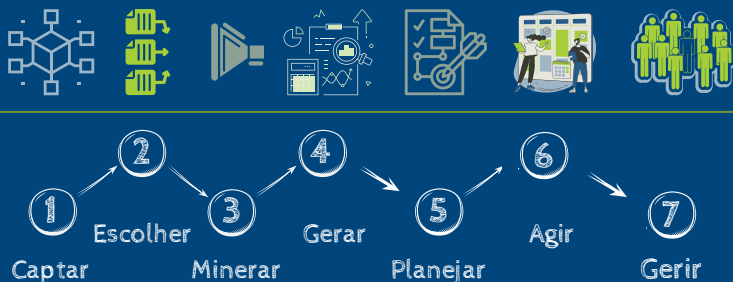 1
Captar
2
Escolher
3
Minerar
4
Gerar
5
Planejar
6
Agir
7
Gerir